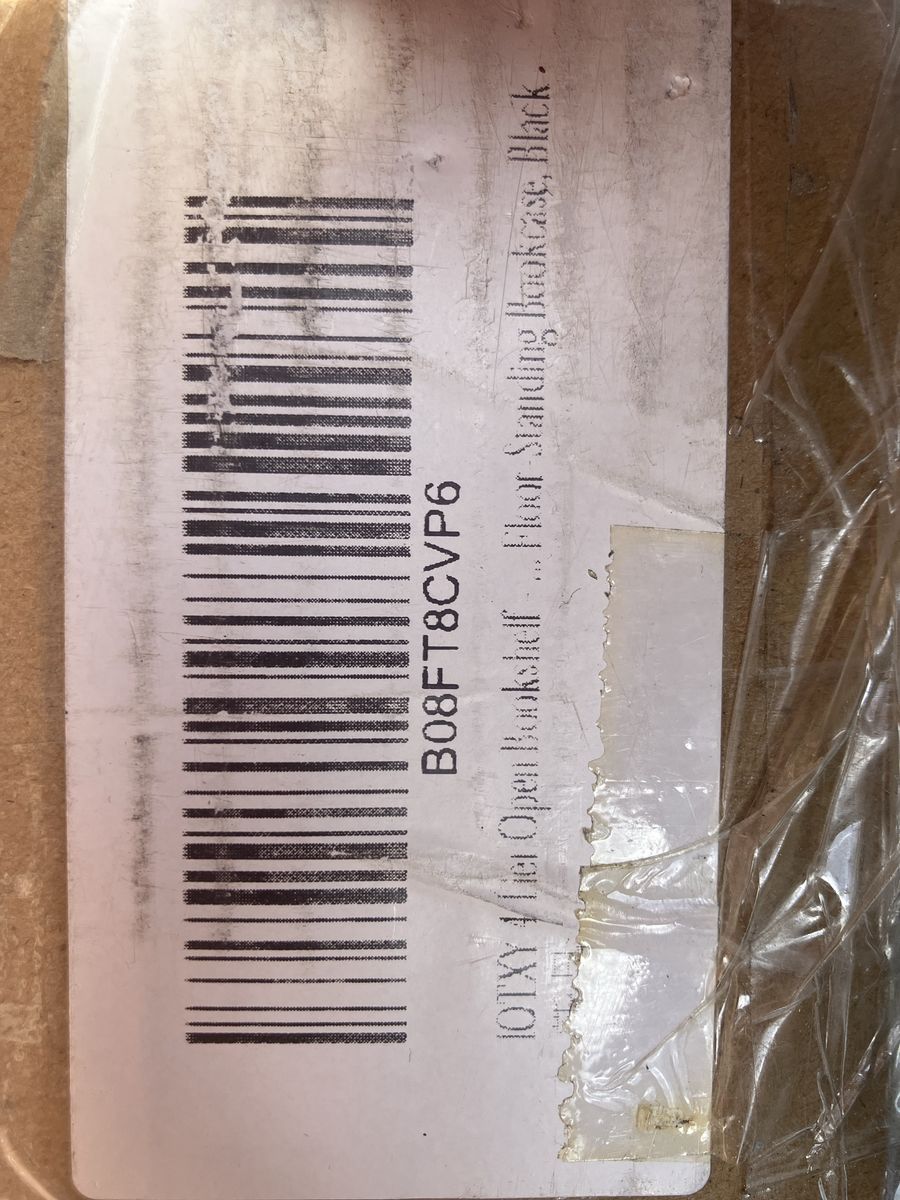 B08FT8CVP6
IOTXY 4 Tier Open Bookshelf - ... Floor-Standing Bookcase, Black.